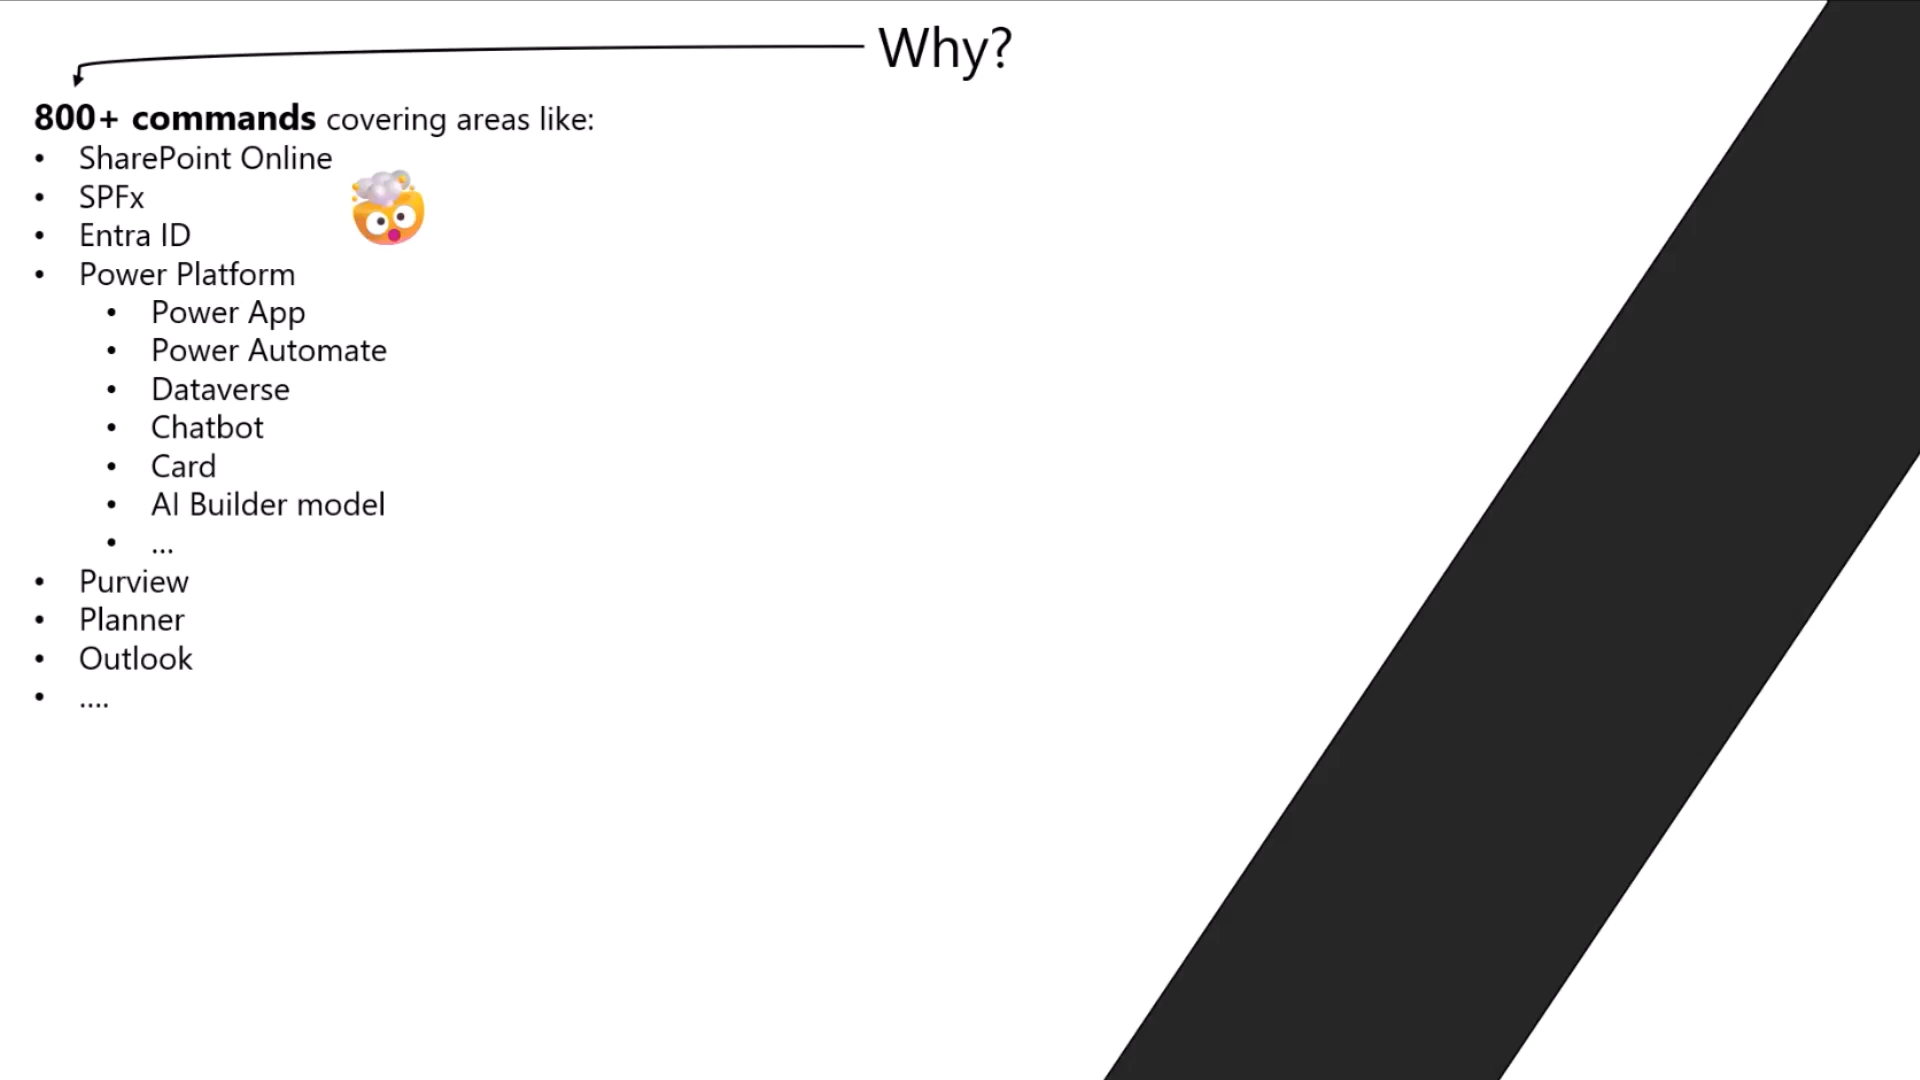 Why?
800+ commands covering areas like:
• SharePoint Online
• SPFx
• Entra ID
• Power Platform
• Power App
• Power Automate
• Dataverse
• Chatbot
• Card
• AI Builder model
• ...
• Purview
• Planner
• Outlook
• ....